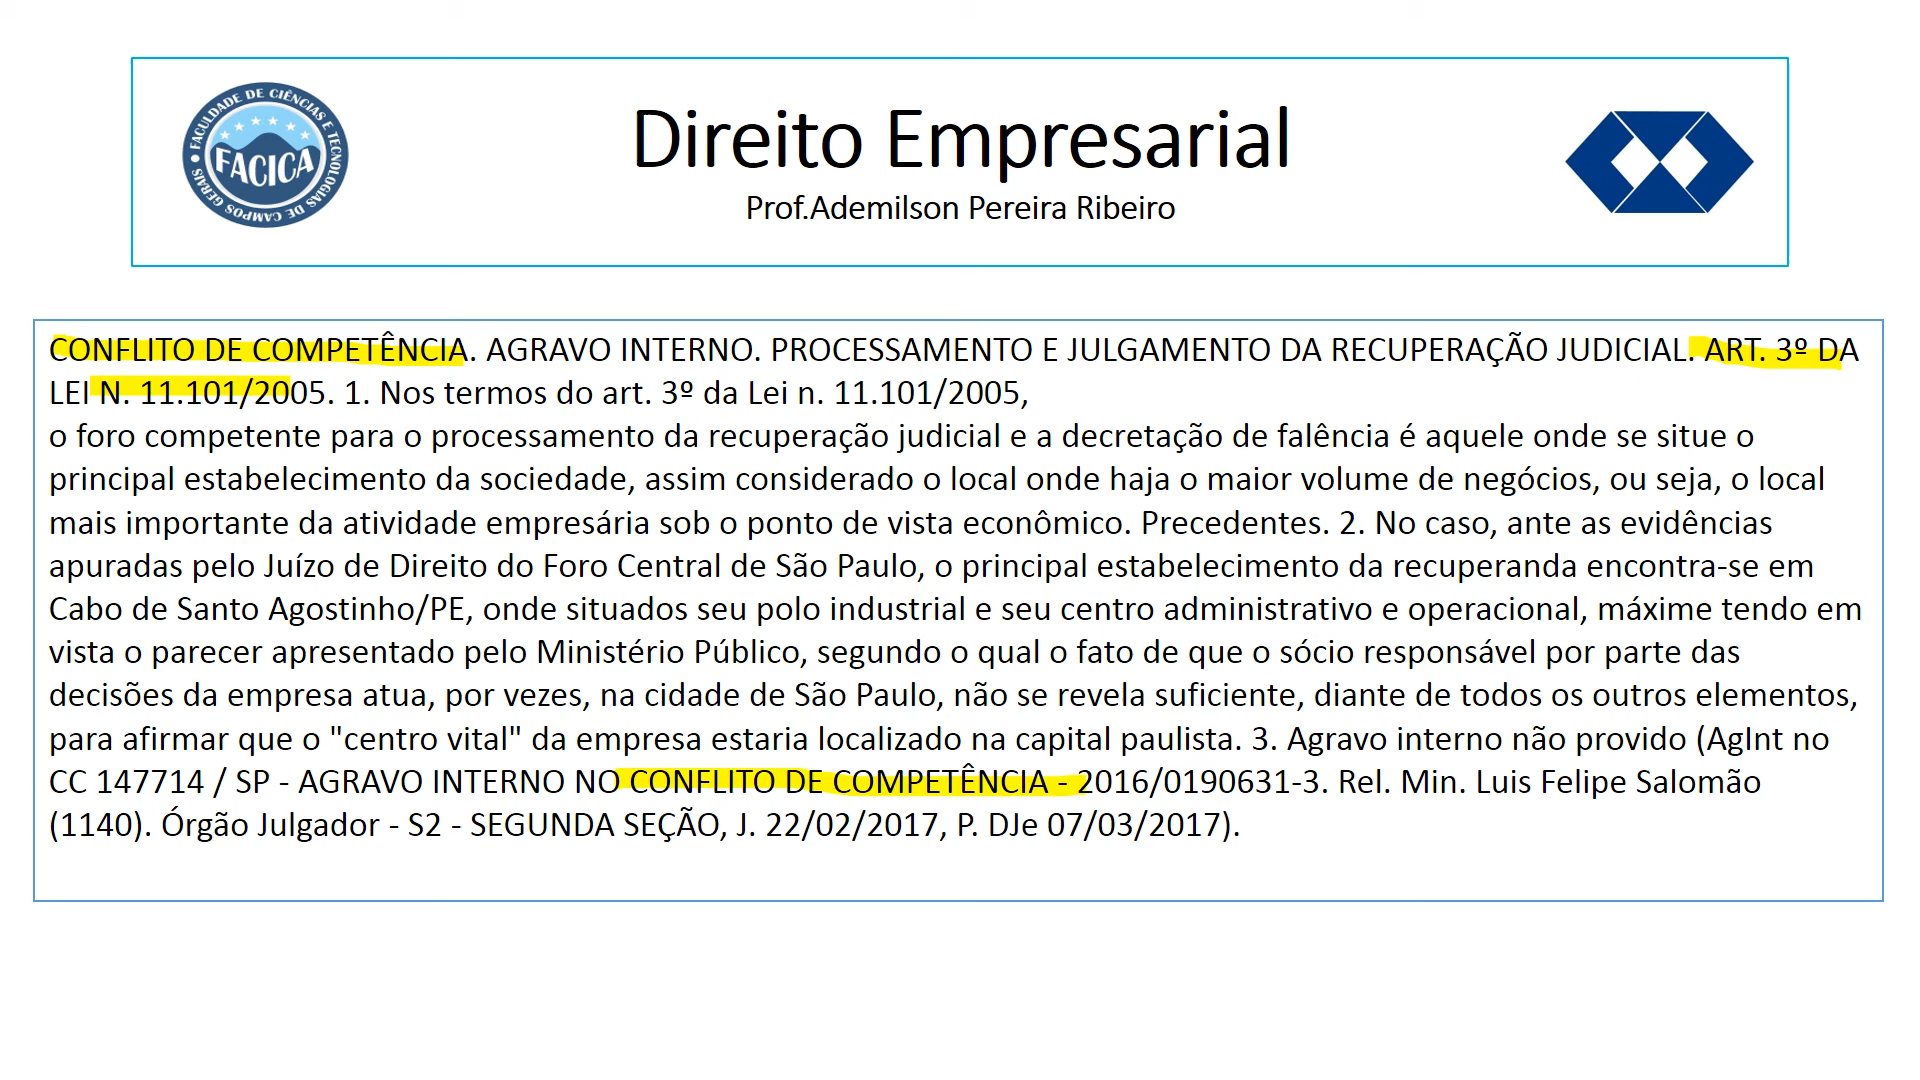 FACULDADE DE CIÊNCIAS E TECNOLOGIAS DE CAMPOS GERAIS
FACICA
Direito Empresarial
Prof.Ademilson Pereira Ribeiro
CONFLITO DE COMPETÊNCIA. AGRAVO INTERNO. PROCESSAMENTO E JULGAMENTO DA RECUPERAÇÃO JUDICIAL. ART. 3º DA
LEI N. 11.101/2005. 1. Nos termos do art. 3º da Lei n. 11.101/2005,
o foro competente para o processamento da recuperação judicial e a decretação de falência é aquele onde se situe o
principal estabelecimento da sociedade, assim considerado o local onde haja o maior volume de negócios, ou seja, o local
mais importante da atividade empresária sob o ponto de vista econômico. Precedentes. 2. No caso, ante as evidências
apuradas pelo Juízo de Direito do Foro Central de São Paulo, o principal estabelecimento da recuperanda encontra-se em
Cabo de Santo Agostinho/PE, onde situados seu polo industrial e seu centro administrativo e operacional, máxime tendo em
vista o parecer apresentado pelo Ministério Público, segundo o qual o fato de que o sócio responsável por parte das
decisões da empresa atua, por vezes, na cidade de São Paulo, não se revela suficiente, diante de todos os outros elementos,
para afirmar que o "centro vital" da empresa estaria localizado na capital paulista. 3. Agravo interno não provido (AgInt no
CC 147714 / SP - AGRAVO INTERNO NO CONFLITO DE COMPETÊNCIA - 2016/0190631-3. Rel. Min. Luis Felipe Salomão
(1140). Órgão Julgador - S2 - SEGUNDA SEÇÃO, J. 22/02/2017, P. DJe 07/03/2017).